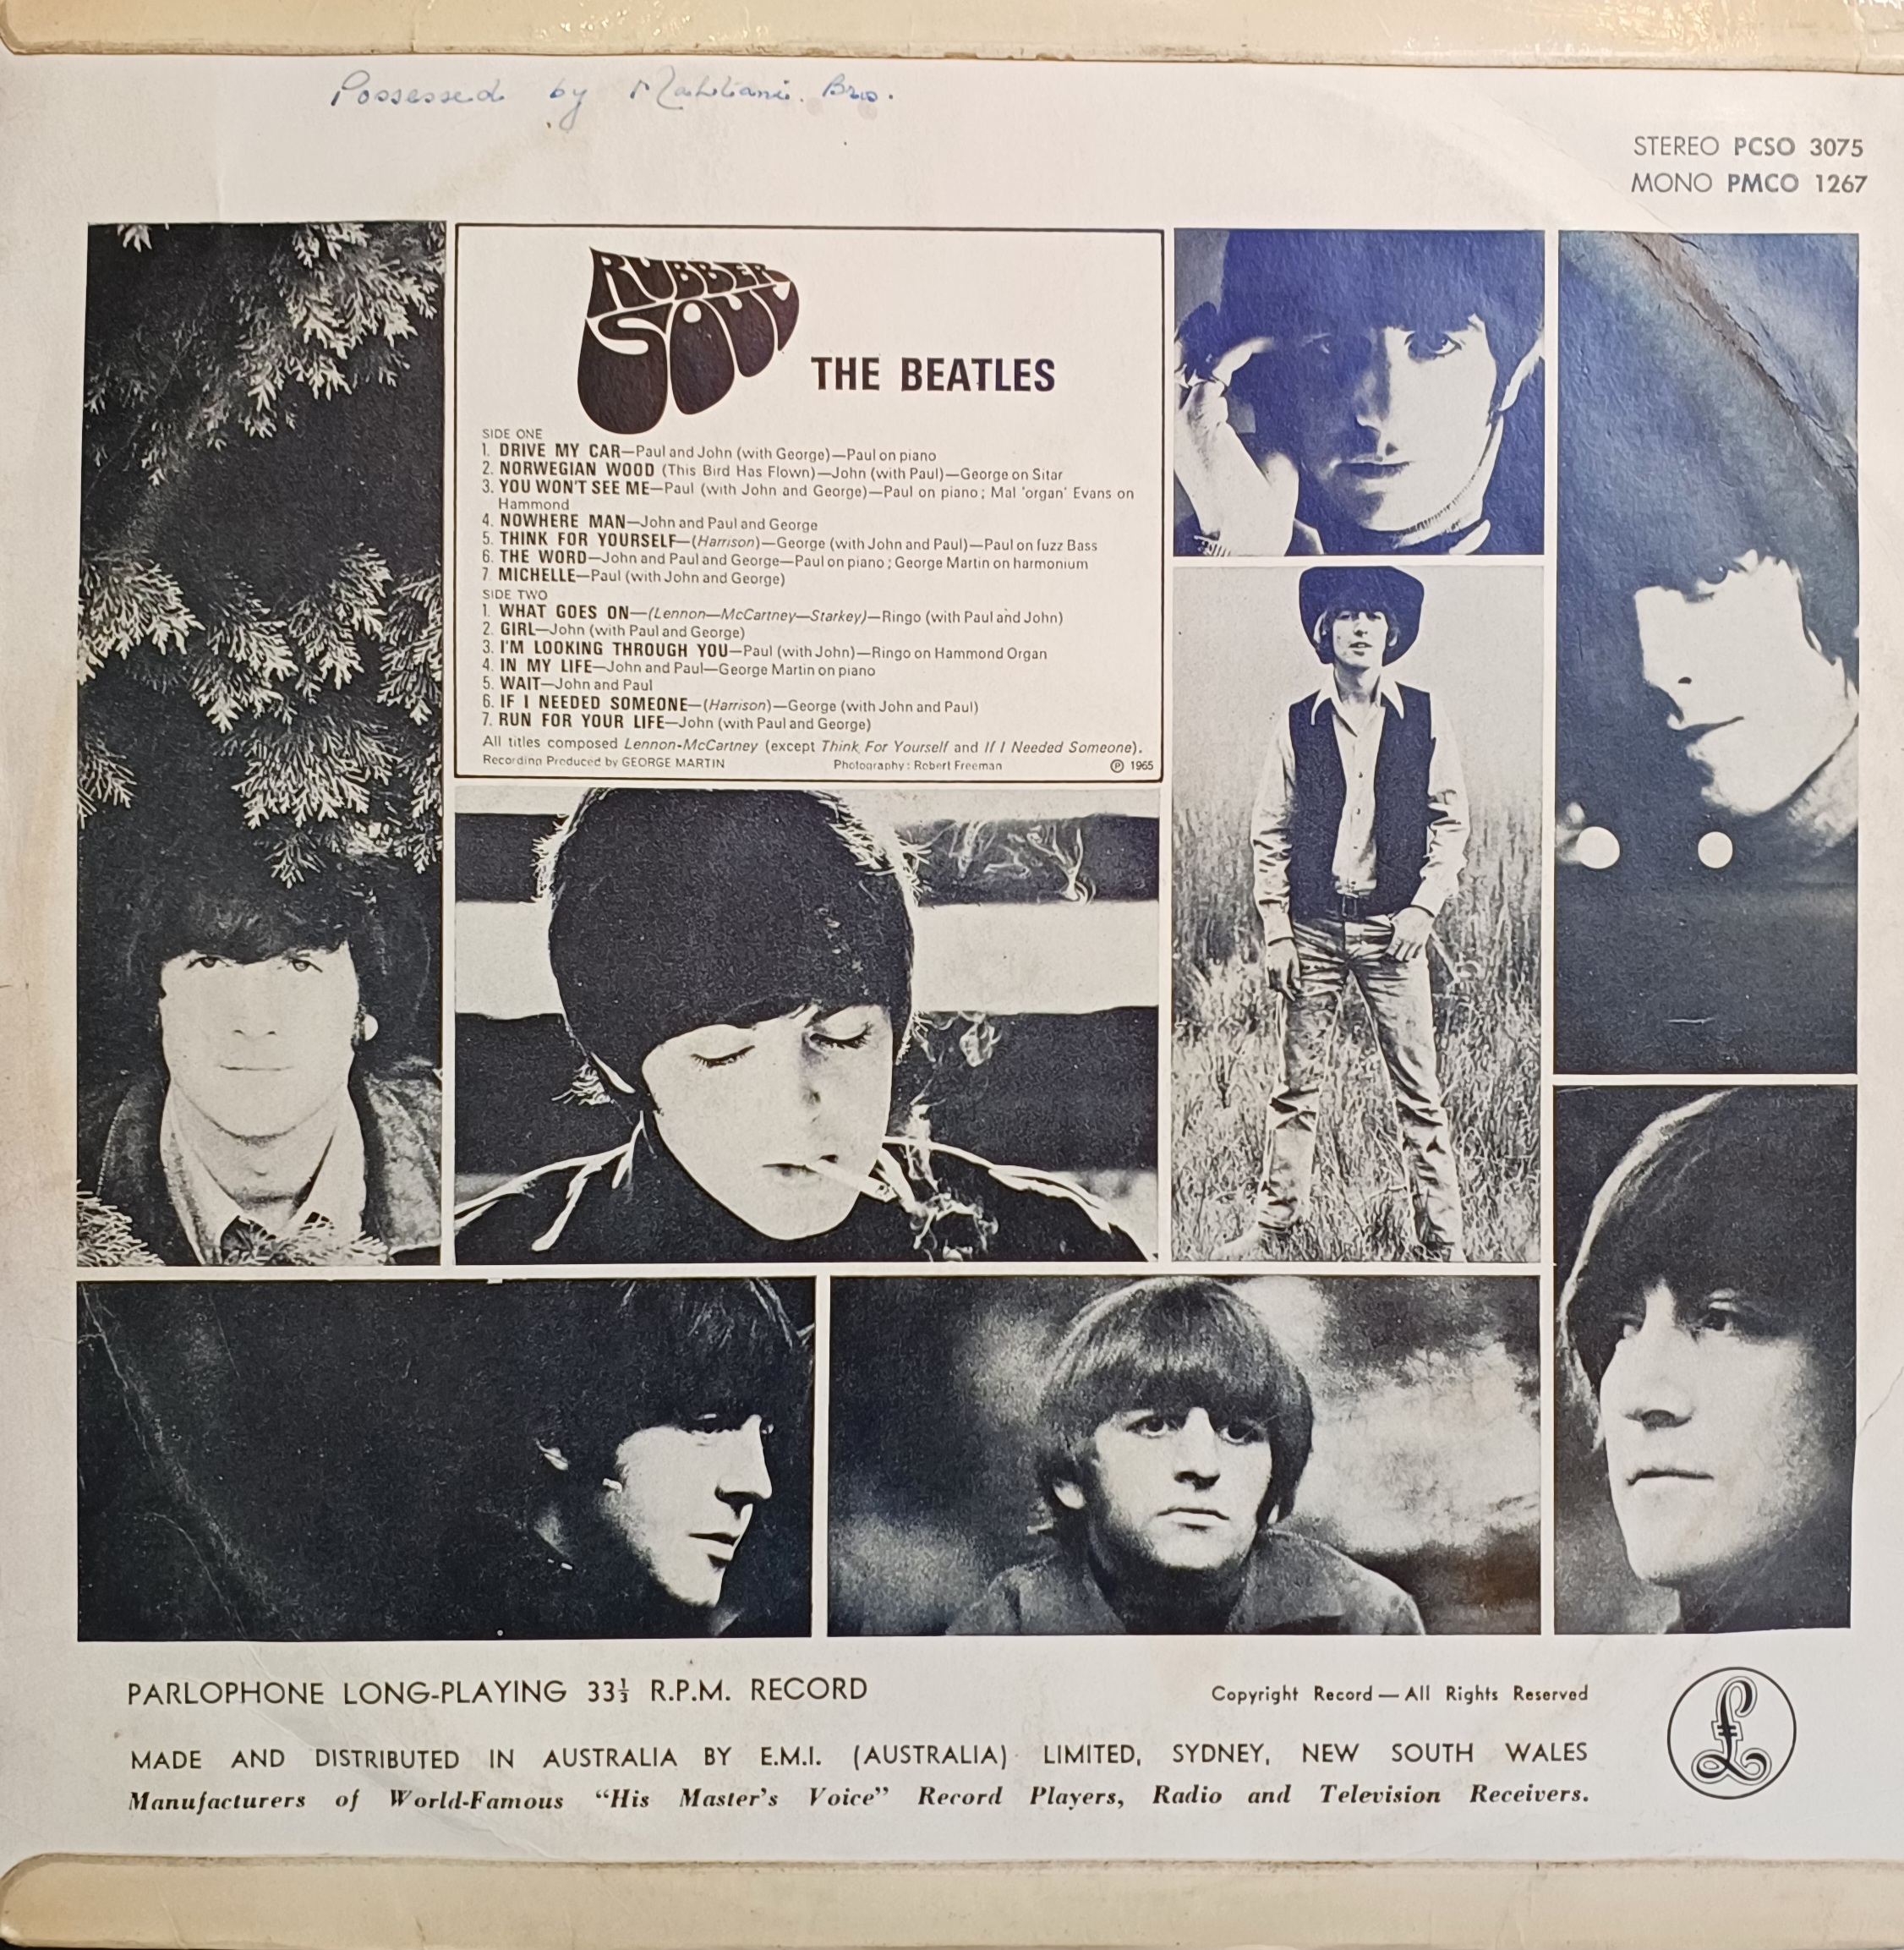 Possessed by Mahtani. Bros.
STEREO PCSO 3075
MONO PMCO 1267
RUBBER
SOUL
THE BEATLES
SIDE ONE
1. DRIVE MY CAR—Paul and John (with George)—Paul on piano
2. NORWEGIAN WOOD (This Bird Has Flown)—John (with Paul)—George on Sitar
3. YOU WON'T SEE ME—Paul (with John and George)—Paul on piano; Mal 'organ' Evans on
Hammond
4. NOWHERE MAN—John and Paul and George
5. THINK FOR YOURSELF—(Harrison)—George (with John and Paul)—Paul on fuzz Bass
6. THE WORD—John and Paul and George—Paul on piano; George Martin on harmonium
7. MICHELLE—Paul (with John and George)
SIDE TWO
1. WHAT GOES ON—(Lennon—McCartney—Starkey)—Ringo (with Paul and John)
2. GIRL—John (with Paul and George)
3. I'M LOOKING THROUGH YOU—Paul (with John)—Ringo on Hammond Organ
4. IN MY LIFE—John and Paul—George Martin on piano
5. WAIT—John and Paul
6. IF I NEEDED SOMEONE—(Harrison)—George (with John and Paul)
7. RUN FOR YOUR LIFE—John (with Paul and George)
All titles composed Lennon-McCartney (except Think For Yourself and If I Needed Someone).
Recording Produced by GEORGE MARTIN Photography: Robert Freeman ℗ 1965
PARLOPHONE LONG-PLAYING 33⅓ R.P.M. RECORD
Copyright Record — All Rights Reserved
£
MADE AND DISTRIBUTED IN AUSTRALIA BY E.M.I. (AUSTRALIA) LIMITED, SYDNEY, NEW SOUTH WALES
Manufacturers of World-Famous "His Master's Voice" Record Players, Radio and Television Receivers.